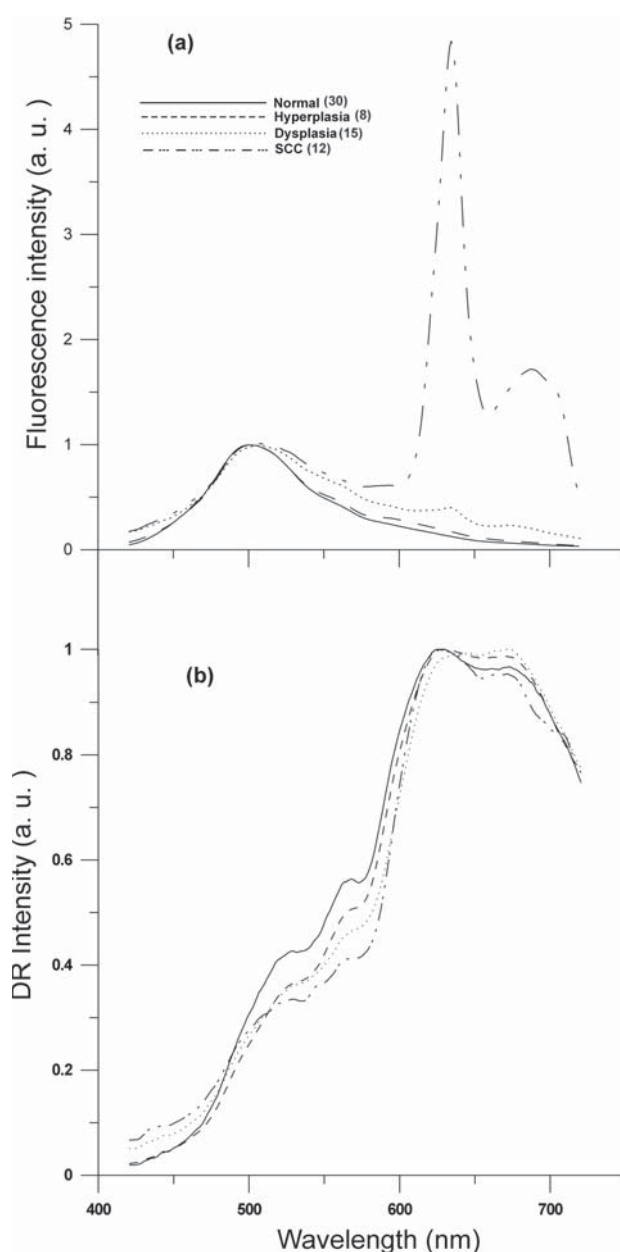 (a)
Normal (30)
Hyperplasia (8)
Dysplasia (15)
SCC (12)
Fluorescence intensity (a. u. )
5
4
3
2
1
0
(b)
DR Intensity (a. u. )
1
0.8
0.6
0.4
0.2
0
400 500 600 700
Wavelength (nm)